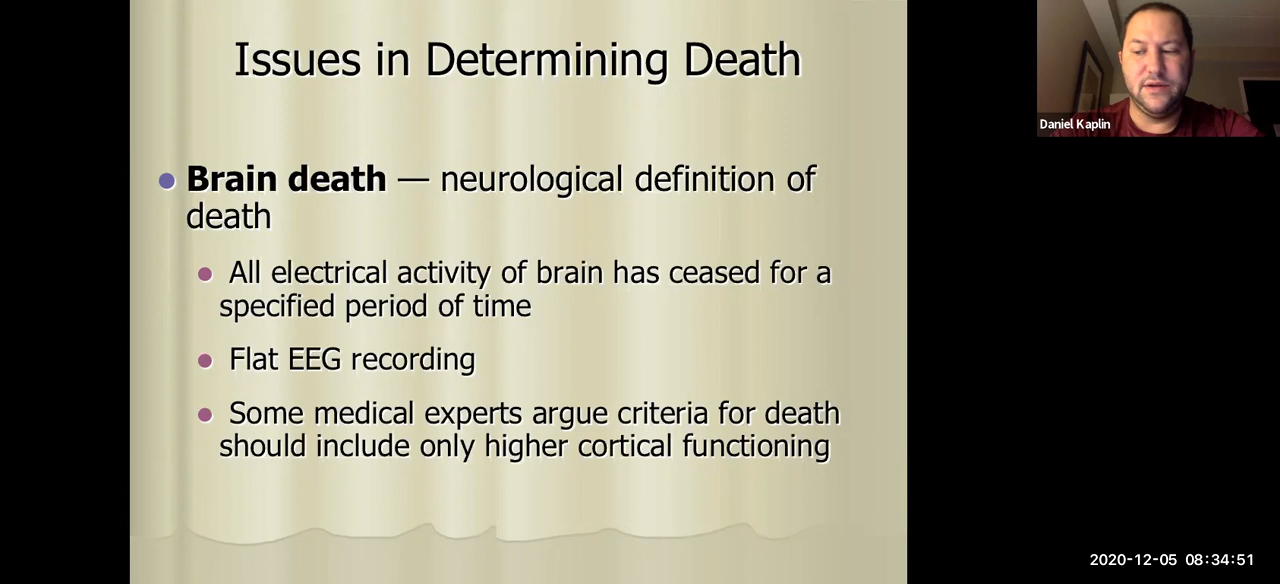 Issues in Determining Death
Brain death — neurological definition of
death
All electrical activity of brain has ceased for a
specified period of time
Flat EEG recording
Some medical experts argue criteria for death
should include only higher cortical functioning
Daniel Kaplin
2020-12-05 08:34:51